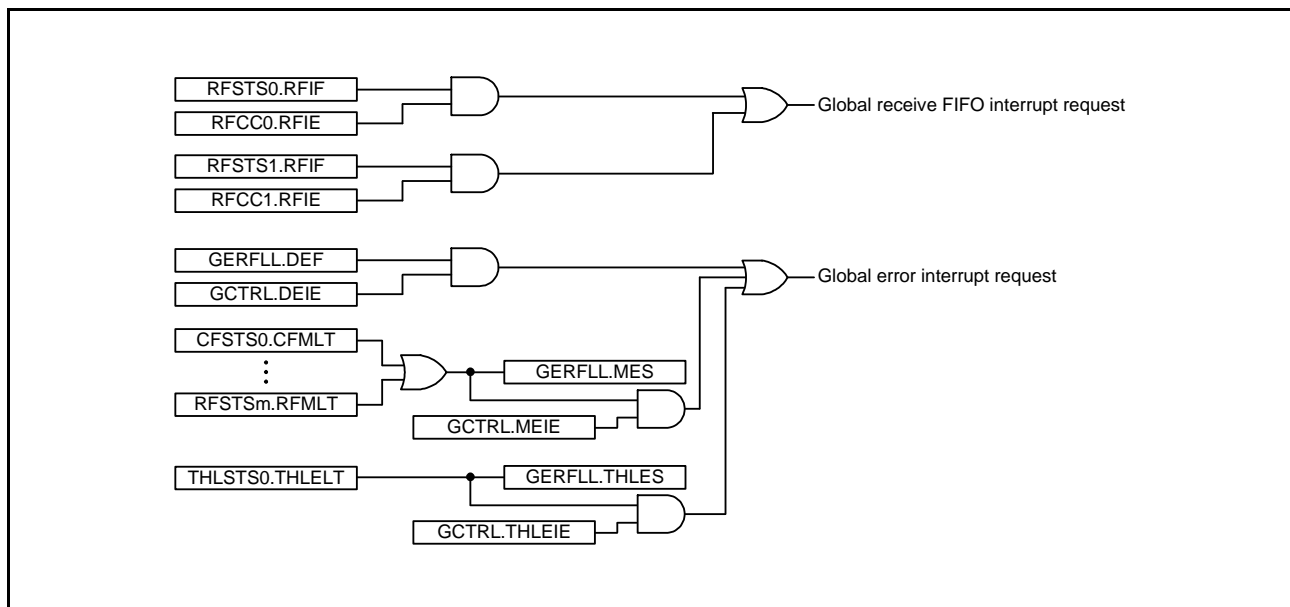 RFSTS0.RFIF
RFCC0.RFIE
Global receive FIFO interrupt request
RFSTS1.RFIF
RFCC1.RFIE
GERFLL.DEF
GCTRL.DEIE
Global error interrupt request
CFSTS0.CFMLT
RFSTSm.RFMLT
GERFLL.MES
GCTRL.MEIE
THLSTS0.THLELT
GERFLL.THLES
GCTRL.THLEIE